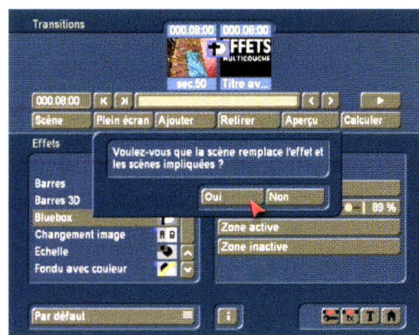 Transitions
000.08:00 000.08:00
EFFETS
MULTICOUCHE
sec.50 Titre av...
000.08:00
Scène Plein écran Ajouter Retirer Aperçu Calculer
Effets
Voulez-vous que la scène remplace l'effet et
les scènes impliquées ?
Oui Non
Barres
Barres 3D
Bluebox
Changement image
Echelle
Fondu avec couleur
89 %
Zone active
Zone inactive
Par défaut
i